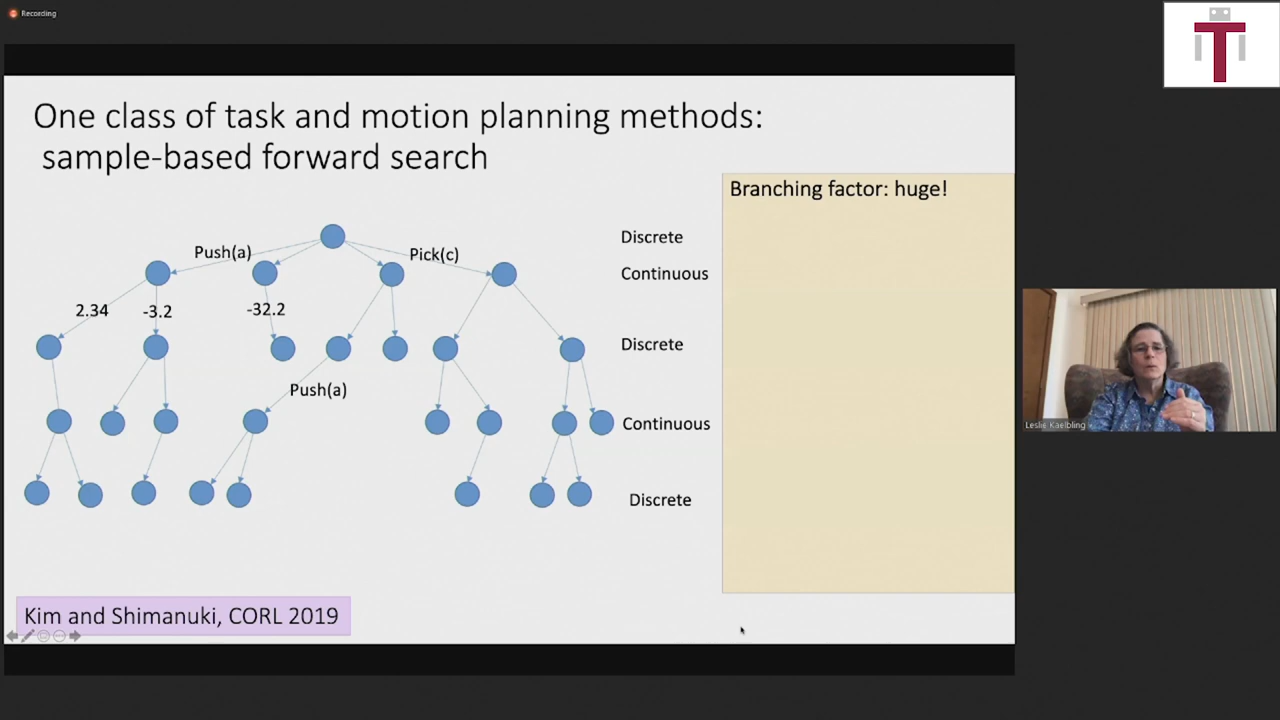 Recording
One class of task and motion planning methods:
sample-based forward search
Branching factor: huge!
Push(a)
Pick(c)
Discrete
Continuous
2.34
-3.2
-32.2
Discrete
Push(a)
Continuous
Discrete
Kim and Shimanuki, CORL 2019
Leslie Kaelbling
T